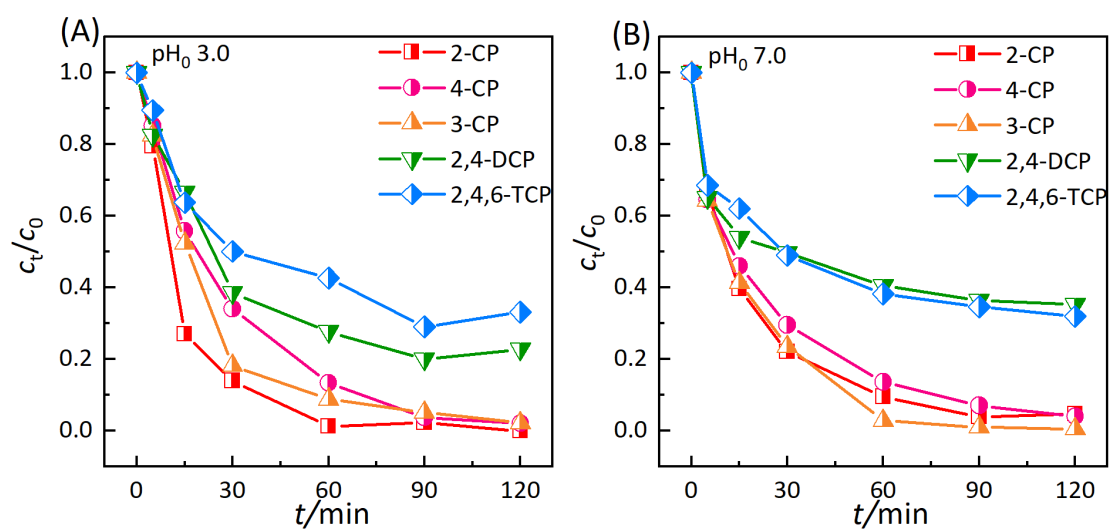 (A)
pH₀ 3.0
2-CP
4-CP
3-CP
2,4-DCP
2,4,6-TCP
1.0
0.8
0.6
0.4
0.2
0.0
cₜ/c₀
0 30 60 90 120
t/min
(B)
pH₀ 7.0
2-CP
4-CP
3-CP
2,4-DCP
2,4,6-TCP
1.0
0.8
0.6
0.4
0.2
0.0
cₜ/c₀
0 30 60 90 120
t/min